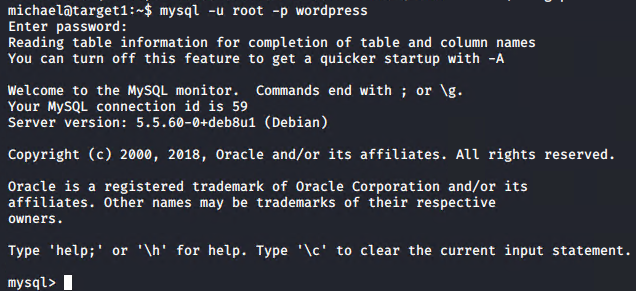 michael@target1:~$ mysql -u root -p wordpress
Enter password:
Reading table information for completion of table and column names
You can turn off this feature to get a quicker startup with -A
Welcome to the MySQL monitor.  Commands end with ; or \g.
Your MySQL connection id is 59
Server version: 5.5.60-0+deb8u1 (Debian)
Copyright (c) 2000, 2018, Oracle and/or its affiliates. All rights reserved.
Oracle is a registered trademark of Oracle Corporation and/or its
affiliates. Other names may be trademarks of their respective
owners.
Type 'help;' or '\h' for help. Type '\c' to clear the current input statement.
mysql>